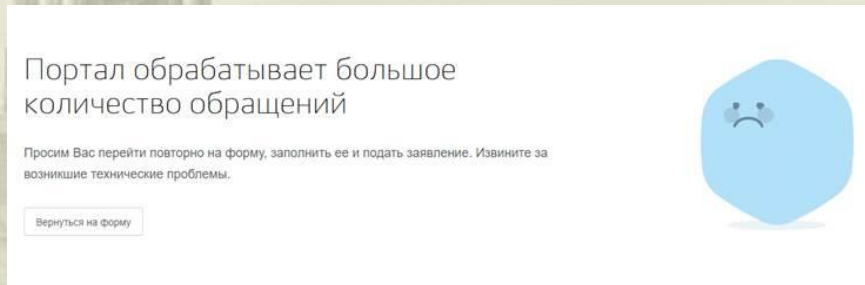 Портал обрабатывает большое
количество обращений
Просим Вас перейти повторно на форму, заполнить ее и подать заявление. Извините за
возникшие технические проблемы.
Вернуться на форму